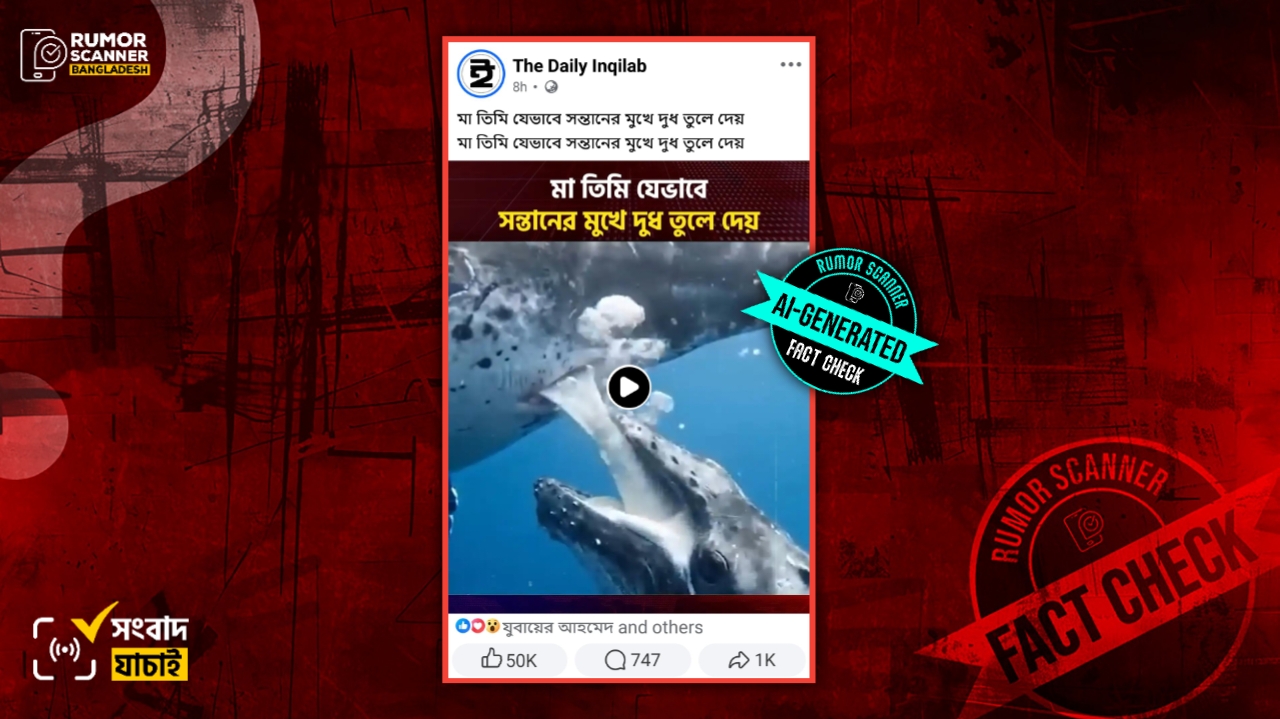 RUMOR
SCANNER
BANGLADESH
The Daily Inqilab
8h
মা তিমি যেভাবে সন্তানের মুখে দুধ তুলে দেয়
মা তিমি যেভাবে সন্তানের মুখে দুধ তুলে দেয়
মা তিমি যেভাবে
সন্তানের মুখে দুধ তুলে দেয়
RUMOR SCANNER
AI-GENERATED
FACT CHECK
যুবায়ের আহমেদ and others
50K
747
1K
RUMOR SCANNER
FACT CHECK
সংবাদ
যাচাই